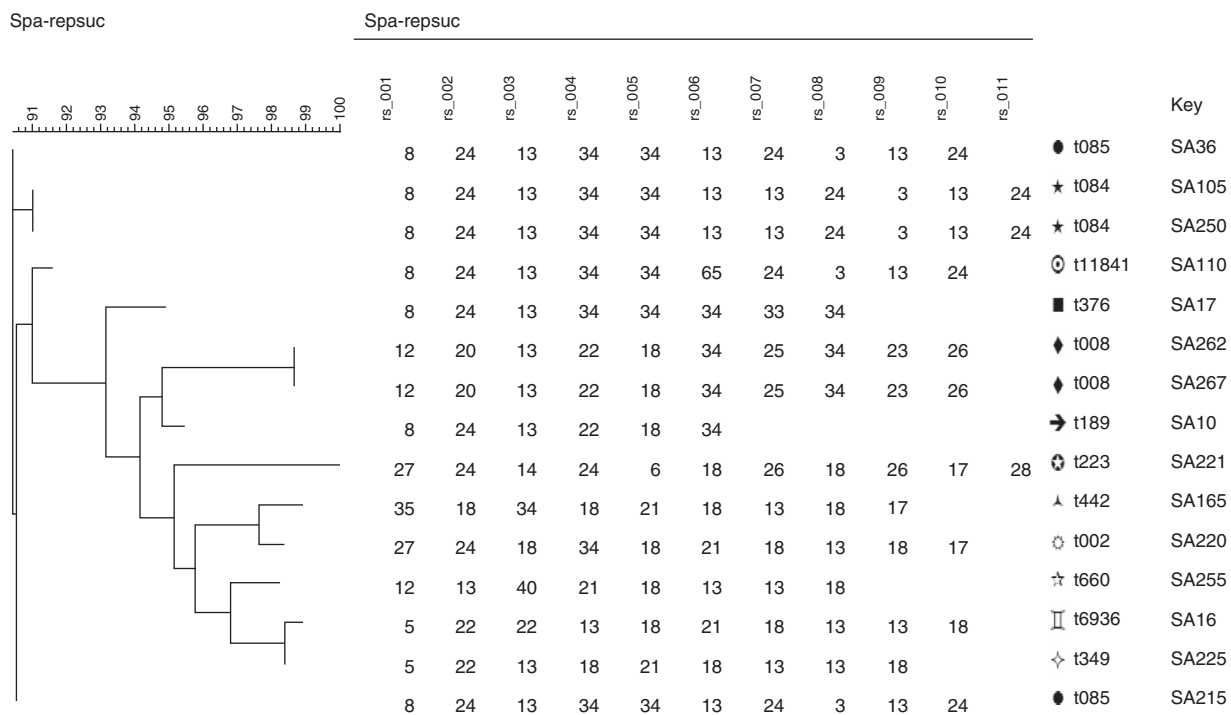 Spa-repsuc Spa-repsuc
91 92 93 94 95 96 97 98 99 100 rs_001 rs_002 rs_003 rs_004 rs_005 rs_006 rs_007 rs_008 rs_009 rs_010 rs_011 Key
8 24 13 34 34 13 24 3 13 24 t085 SA36
8 24 13 34 34 13 13 24 3 13 24 t084 SA105
8 24 13 34 34 13 13 24 3 13 24 t084 SA250
8 24 13 34 34 65 24 3 13 24 t11841 SA110
8 24 13 34 34 34 33 34 t376 SA17
12 20 13 22 18 34 25 34 23 26 t008 SA262
12 20 13 22 18 34 25 34 23 26 t008 SA267
8 24 13 22 18 34 t189 SA10
27 24 14 24 6 18 26 18 26 17 28 t223 SA221
35 18 34 18 21 18 13 18 17 t442 SA165
27 24 18 34 18 21 18 13 18 17 t002 SA220
12 13 40 21 18 13 13 18 t660 SA255
5 22 22 13 18 21 18 13 13 18 t6936 SA16
5 22 13 18 21 18 13 13 18 t349 SA225
8 24 13 34 34 13 24 3 13 24 t085 SA215